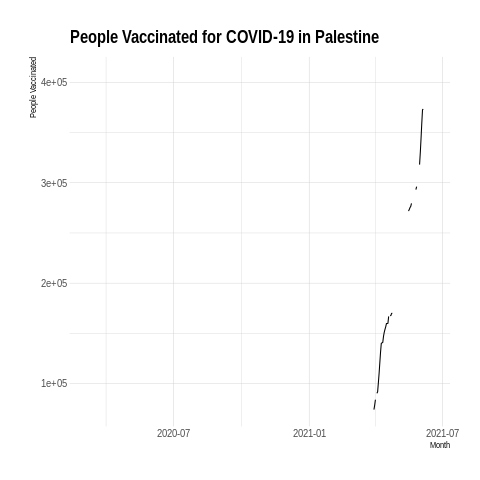 People Vaccinated for COVID-19 in Palestine
People Vaccinated
4e+05
3e+05
2e+05
1e+05
2020-07
2021-01
2021-07
Month